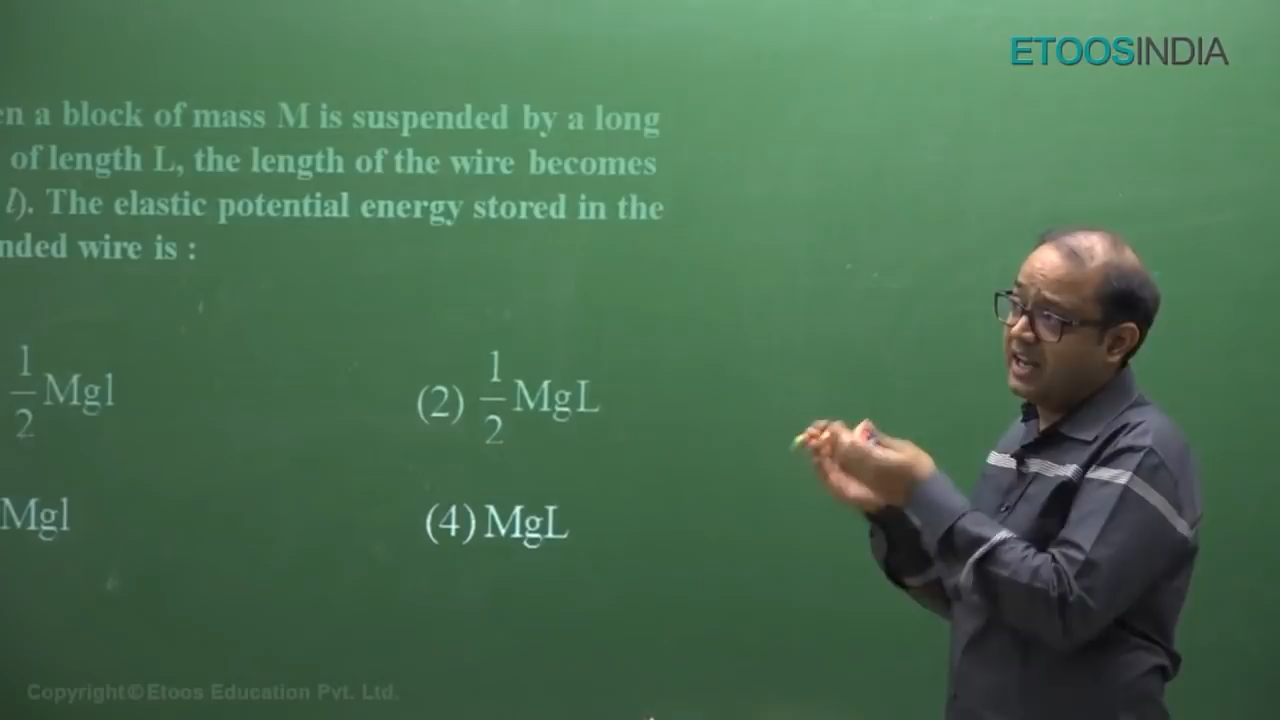 ETOOSINDIA
en a block of mass M is suspended by a long
of length L, the length of the wire becomes
l). The elastic potential energy stored in the
nded wire is :
1/2 Mgl
(2) 1/2 MgL
Mgl
(4) MgL
Copyright©Etoos Education Pvt. Ltd.